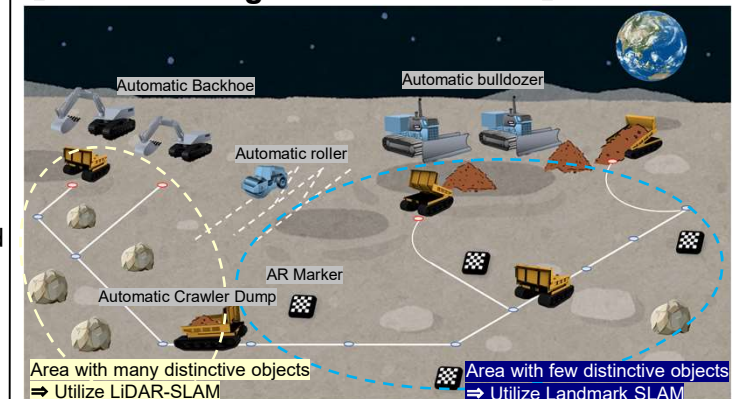 Automatic Backhoe
Automatic bulldozer
Automatic roller
AR Marker
Automatic Crawler Dump
Area with many distinctive objects
⇒ Utilize LiDAR-SLAM
Area with few distinctive objects
⇒ Utilize Landmark SLAM